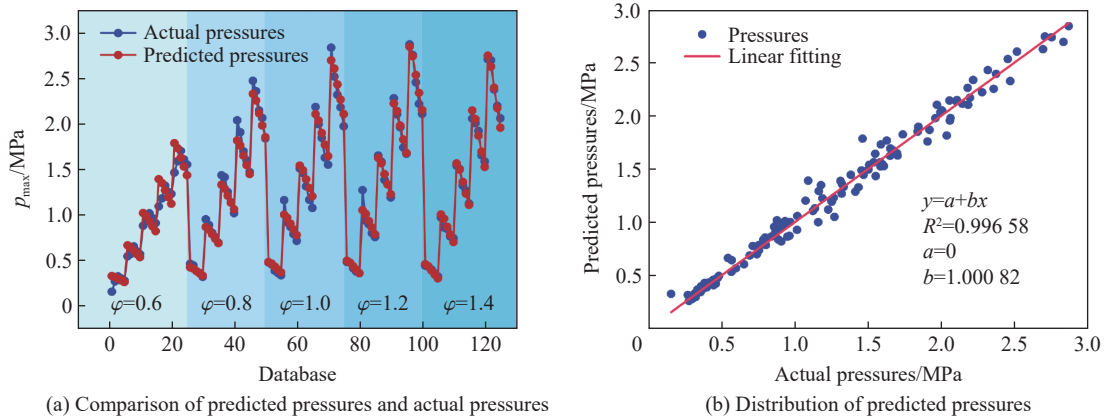 3.0
2.5
2.0
1.5
1.0
0.5
0
p_max/MPa
Actual pressures
Predicted pressures
φ=0.6 φ=0.8 φ=1.0 φ=1.2 φ=1.4
0 20 40 60 80 100 120
Database
(a) Comparison of predicted pressures and actual pressures
3.0
2.5
2.0
1.5
1.0
0.5
Predicted pressures/MPa
Pressures
Linear fitting
y=a+bx
R²=0.996 58
a=0
b=1.000 82
0 0.5 1.0 1.5 2.0 2.5 3.0
Actual pressures/MPa
(b) Distribution of predicted pressures